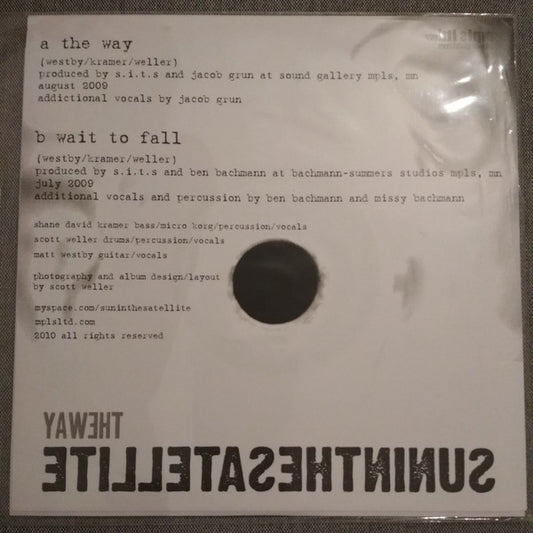 mpls ltd
a the way
(westby/kramer/weller)
produced by s.i.t.s and jacob grun at sound gallery mpls, mn
august 2009
addictional vocals by jacob grun
b wait to fall
(westby/kramer/weller)
produced by s.i.t.s and ben bachmann at bachmann-summers studios mpls, mn
july 2009
additional vocals and percussion by ben bachmann and missy bachmann
shane david kramer bass/micro korg/percussion/vocals
scott weller drums/percussion/vocals
matt westby guitar/vocals
photography and album design/layout
by scott weller
myspace.com/suninthesatellite
mplsltd.com
2010 all rights reserved
THEWAY
SUNINTHESATELLITE